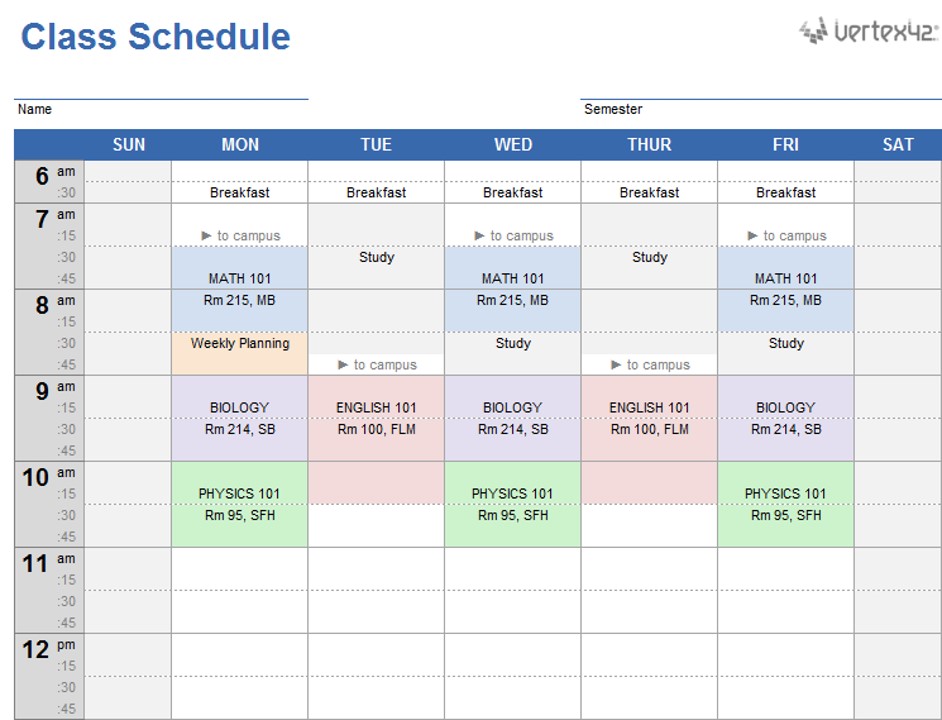 Class Schedule
vertex42
Name Semester
SUN MON TUE WED THUR FRI SAT
6 am
:30 Breakfast Breakfast Breakfast Breakfast Breakfast
7 am
:15 ► to campus ► to campus ► to campus
:30 Study Study
:45 MATH 101 MATH 101 MATH 101
8 am Rm 215, MB Rm 215, MB Rm 215, MB
:15
:30 Weekly Planning Study Study
:45 ► to campus ► to campus
9 am
:15 BIOLOGY ENGLISH 101 BIOLOGY ENGLISH 101 BIOLOGY
:30 Rm 214, SB Rm 100, FLM Rm 214, SB Rm 100, FLM Rm 214, SB
:45
10 am
:15 PHYSICS 101 PHYSICS 101 PHYSICS 101
:30 Rm 95, SFH Rm 95, SFH Rm 95, SFH
:45
11 am
:15
:30
:45
12 pm
:15
:30
:45